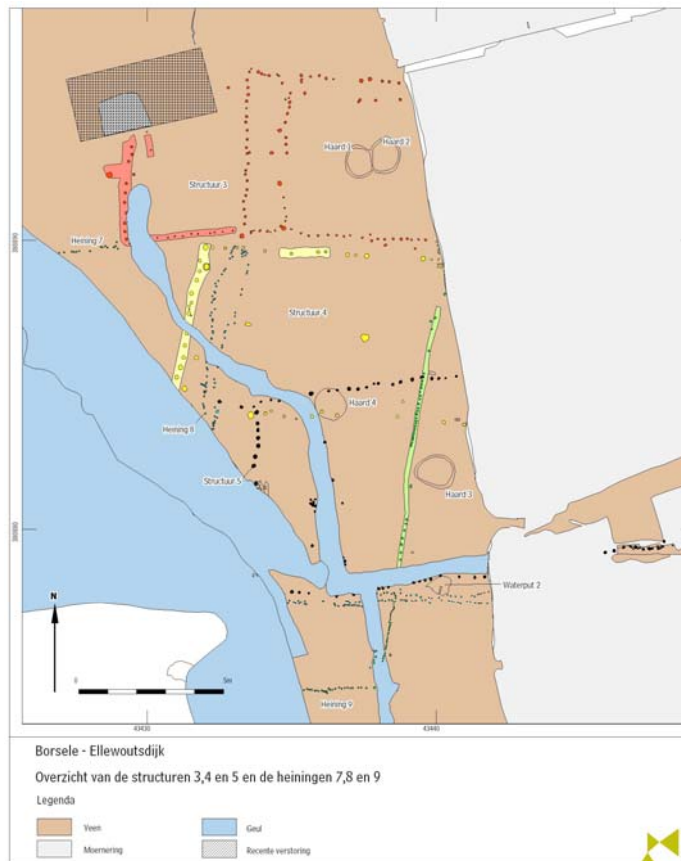 Haard 1
Haard 2
Structuur 3
Heining 7
Structuur 4
Haard 4
Heining 8
Structuur 5
Haard 3
Waterput 2
N
0
5m
Heining 9
43430
43440
Borsele - Ellewoutsdijk
Overzicht van de structuren 3,4 en 5 en de heiningen 7,8 en 9
Legenda
Veen
Geul
Moernering
Recente verstoring